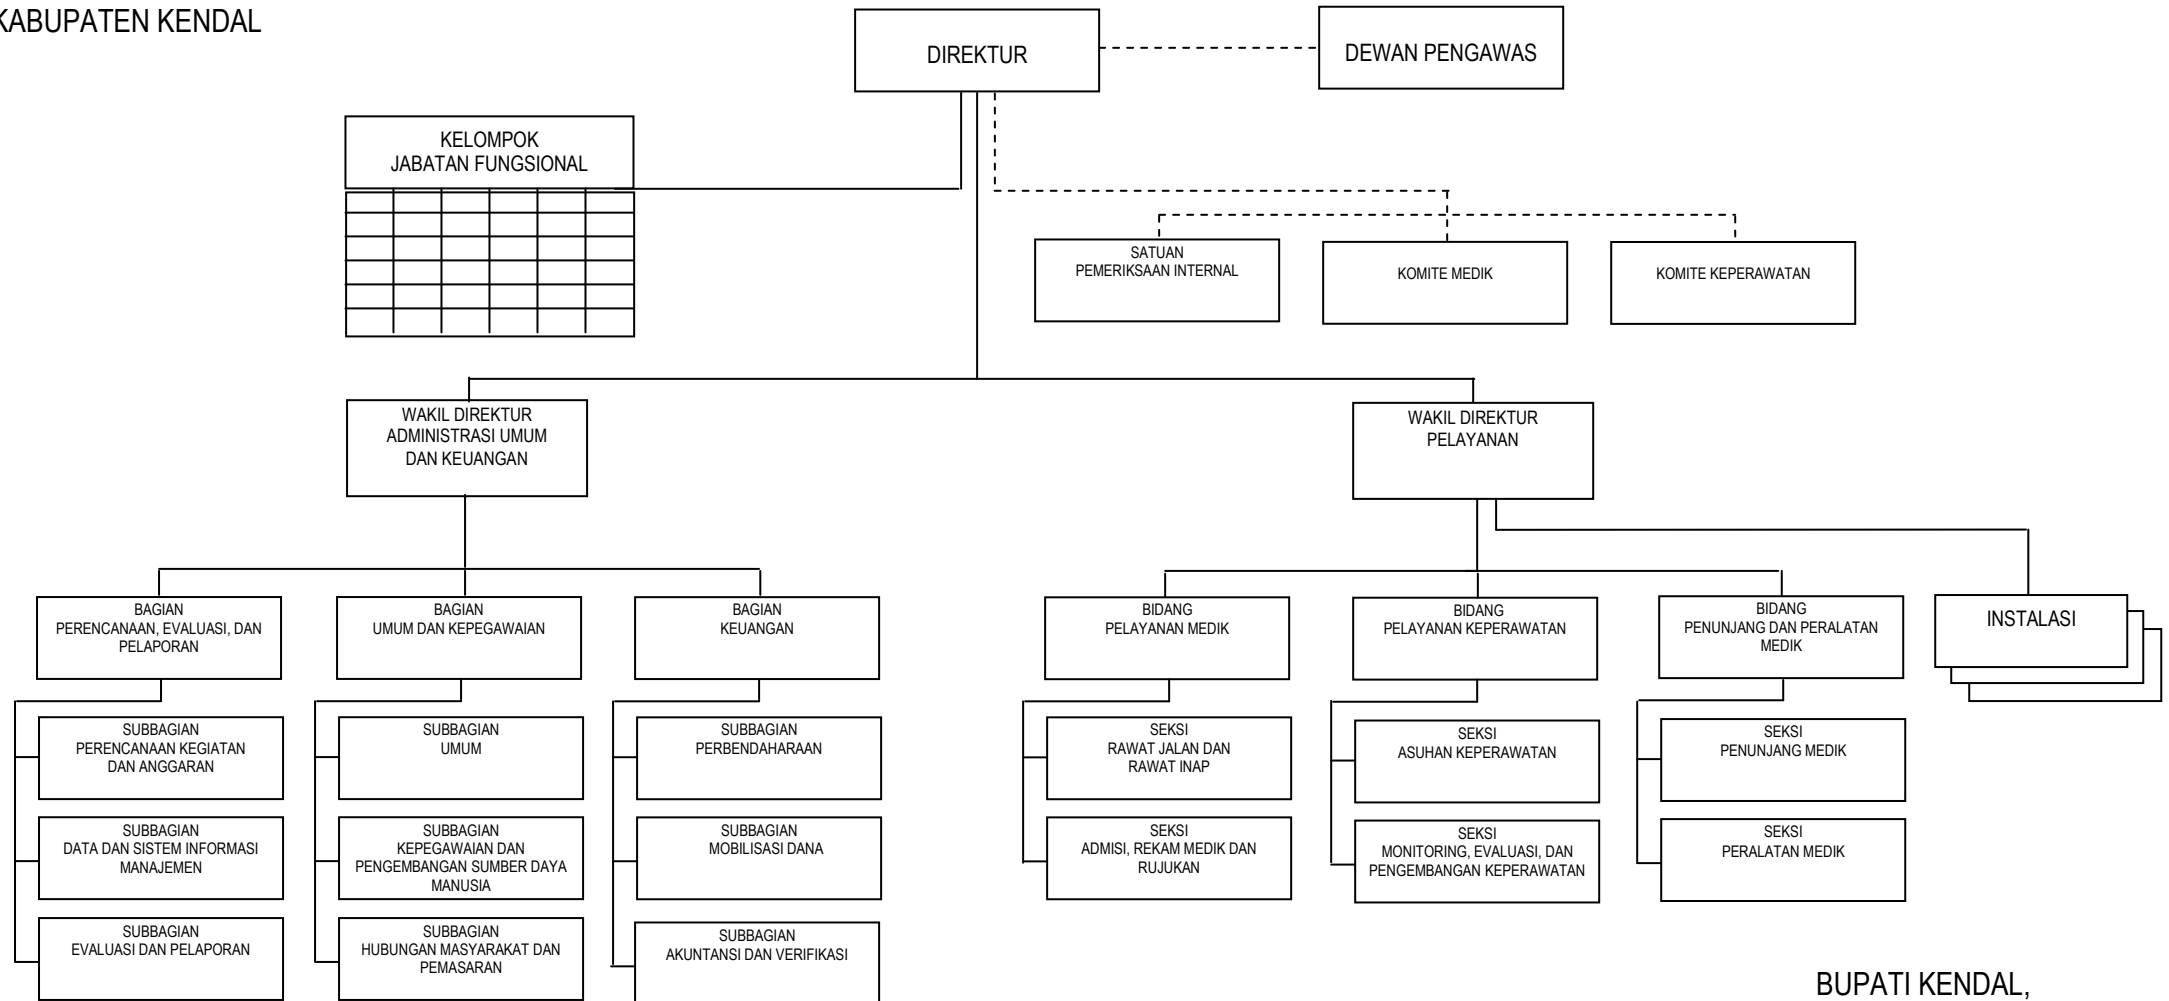 KABUPATEN KENDAL
DIREKTUR
DEWAN PENGAWAS
KELOMPOK
JABATAN FUNGSIONAL
SATUAN
PEMERIKSAAN INTERNAL
KOMITE MEDIK
KOMITE KEPERAWATAN
WAKIL DIREKTUR
ADMINISTRASI UMUM
DAN KEUANGAN
WAKIL DIREKTUR
PELAYANAN
BAGIAN
PERENCANAAN, EVALUASI, DAN
PELAPORAN
BAGIAN
UMUM DAN KEPEGAWAIAN
BAGIAN
KEUANGAN
BIDANG
PELAYANAN MEDIK
BIDANG
PELAYANAN KEPERAWATAN
BIDANG
PENUNJANG DAN PERALATAN
MEDIK
INSTALASI
SUBBAGIAN
PERENCANAAN KEGIATAN
DAN ANGGARAN
SUBBAGIAN
UMUM
SUBBAGIAN
PERBENDAHARAAN
SEKSI
RAWAT JALAN DAN
RAWAT INAP
SEKSI
ASUHAN KEPERAWATAN
SEKSI
PENUNJANG MEDIK
SUBBAGIAN
DATA DAN SISTEM INFORMASI
MANAJEMEN
SUBBAGIAN
KEPEGAWAIAN DAN
PENGEMBANGAN SUMBER DAYA
MANUSIA
SUBBAGIAN
MOBILISASI DANA
SEKSI
ADMISI, REKAM MEDIK DAN
RUJUKAN
SEKSI
MONITORING, EVALUASI, DAN
PENGEMBANGAN KEPERAWATAN
SEKSI
PERALATAN MEDIK
SUBBAGIAN
EVALUASI DAN PELAPORAN
SUBBAGIAN
HUBUNGAN MASYARAKAT DAN
PEMASARAN
SUBBAGIAN
AKUNTANSI DAN VERIFIKASI
BUPATI KENDAL,